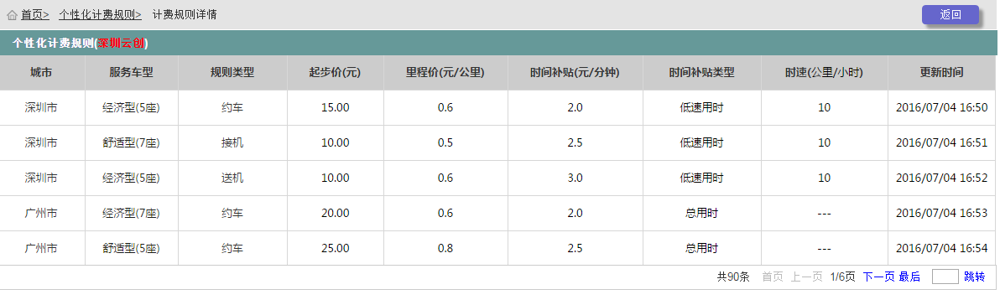 首页> 个性化计费规则> 计费规则详情 返回
个性化计费规则(深圳云创)
城市 服务车型 规则类型 起步价(元) 里程价(元/公里) 时间补贴(元/分钟) 时间补贴类型 时速(公里/小时) 更新时间
深圳市 经济型(5座) 约车 15.00 0.6 2.0 低速用时 10 2016/07/04 16:50
深圳市 舒适型(7座) 接机 10.00 0.5 2.5 低速用时 10 2016/07/04 16:51
深圳市 经济型(5座) 送机 10.00 0.6 3.0 低速用时 10 2016/07/04 16:52
广州市 经济型(7座) 约车 20.00 0.6 2.0 总用时 --- 2016/07/04 16:53
广州市 舒适型(5座) 约车 25.00 0.8 2.5 总用时 --- 2016/07/04 16:54
共90条 首页 上一页 1/6页 下一页 最后 跳转